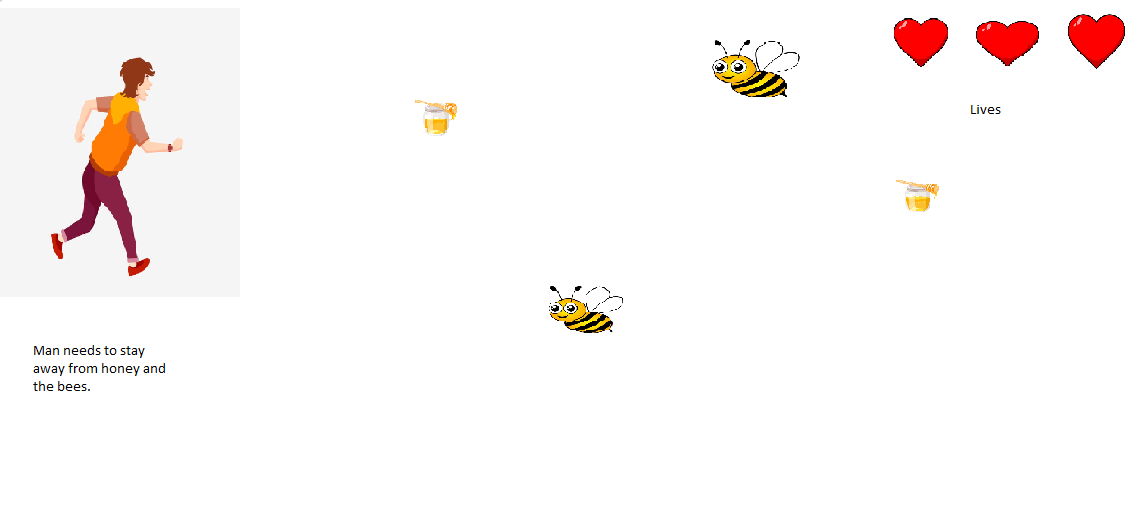 Lives
Man needs to stay
away from honey and
the bees.